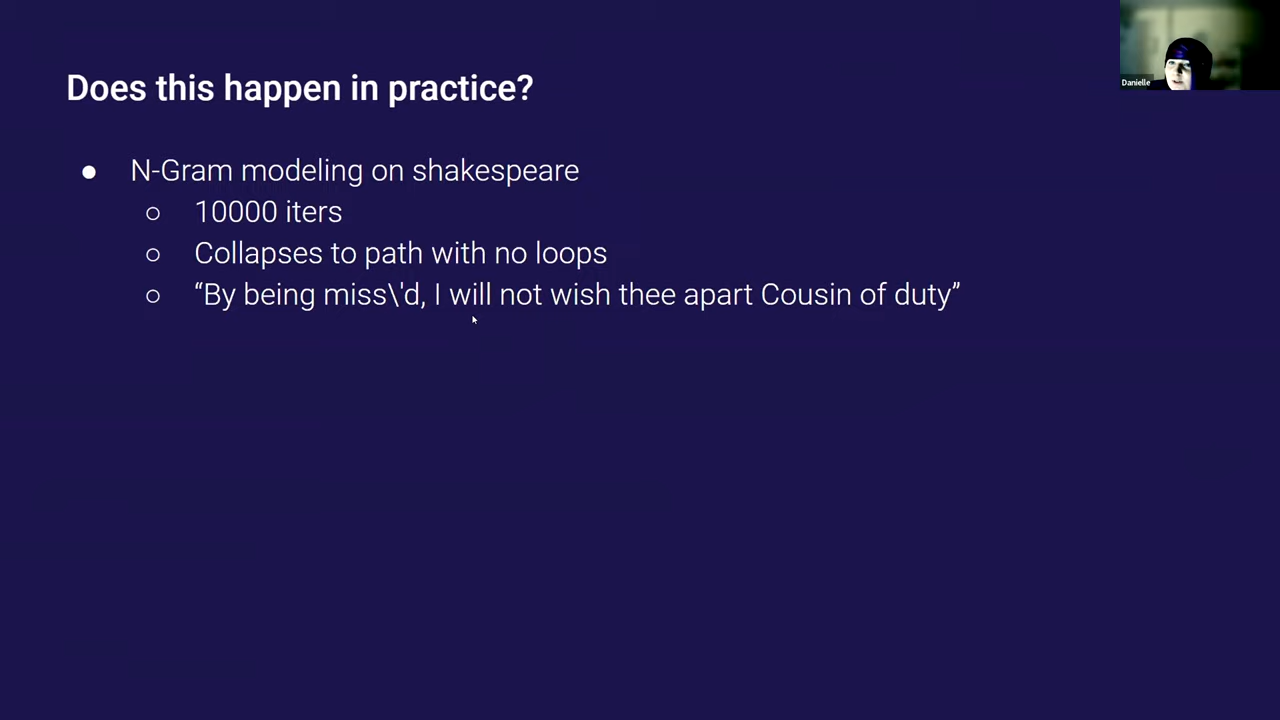 Danielle
Does this happen in practice?
● N-Gram modeling on shakespeare
○ 10000 iters
○ Collapses to path with no loops
○ “By being miss\'d, I will not wish thee apart Cousin of duty”